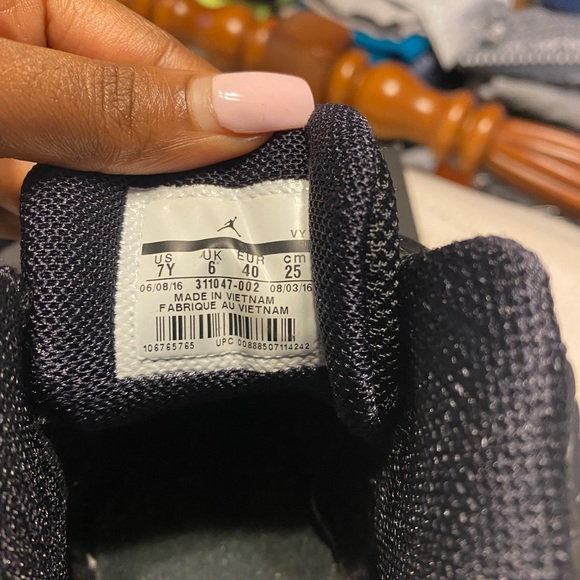 VY
US UK EUR cm
7Y 6 40 25
06/08/16 311047-002 08/03/16
MADE IN VIETNAM
FABRIQUE AU VIETNAM
106765765 UPC 00888507114242